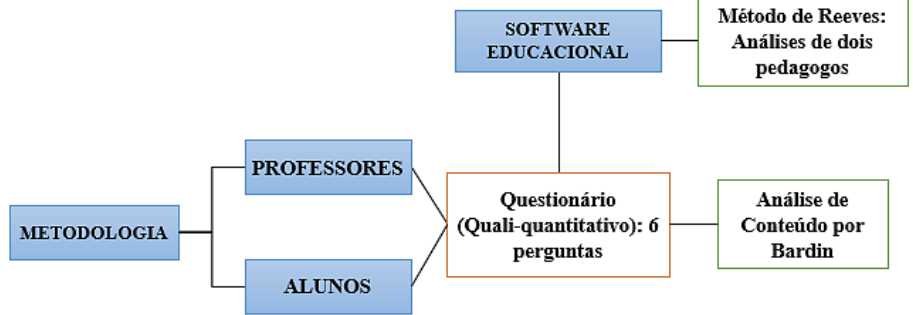 SOFTWARE
EDUCACIONAL
Método de Reeves:
Análises de dois
pedagogos
PROFESSORES
METODOLOGIA
ALUNOS
Questionário
(Quali-quantitativo): 6
perguntas
Análise de
Conteúdo por
Bardin